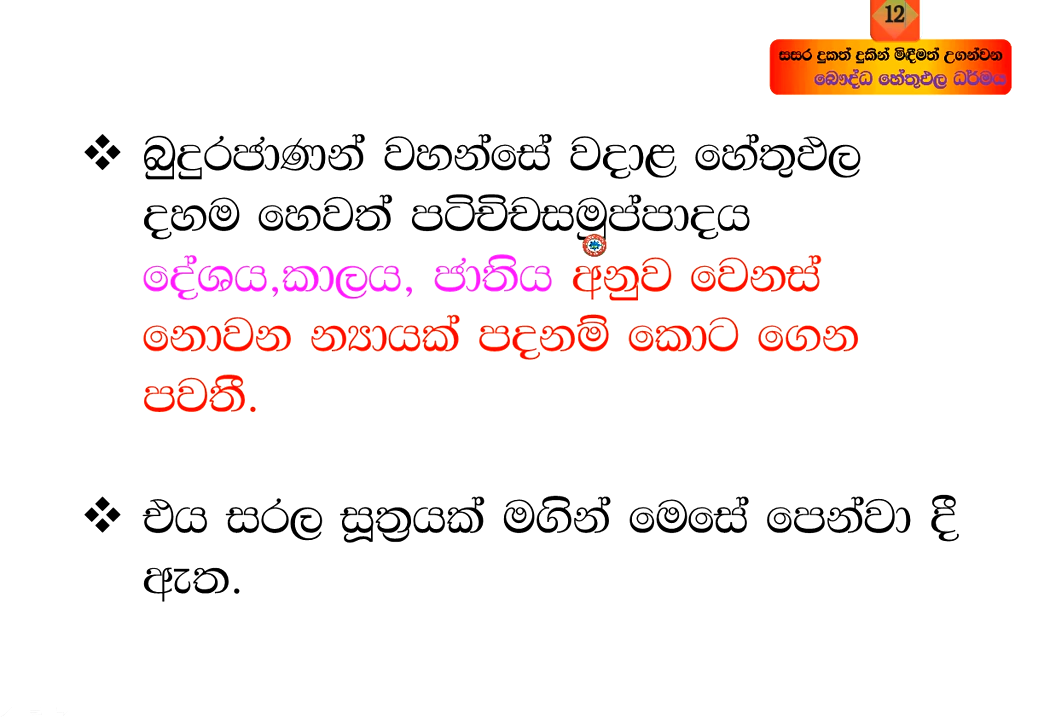 12
සසර දුකත් දුකින් මිදීමත් උගන්වන
බෞද්ධ හේතුඵල ධර්මය
❖ බුදුරජාණන් වහන්සේ වදාළ හේතුඵල
දහම හෙවත් පටිච්චසමුප්පාදය
දේශය,කාලය, ජාතිය අනුව වෙනස්
නොවන න්‍යායක් පදනම් කොට ගෙන
පවතී.
❖ එය සරල සූත්‍රයක් මගින් මෙසේ පෙන්වා දී
ඇත.